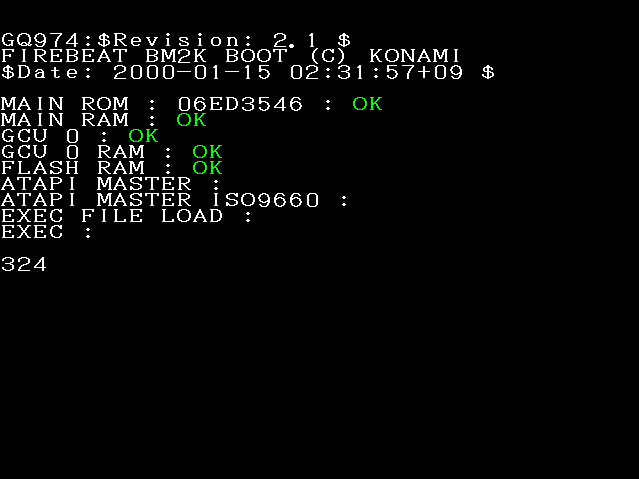 GQ974:$Revision: 2.1 $
FIREBEAT BM2K BOOT (C) KONAMI
$Date: 2000-01-15 02:31:57+09 $
MAIN ROM : 06ED3546 : OK
MAIN RAM : OK
GCU 0 : OK
GCU 0 RAM : OK
FLASH RAM : OK
ATAPI MASTER :
ATAPI MASTER ISO9660 :
EXEC FILE LOAD :
EXEC :
324